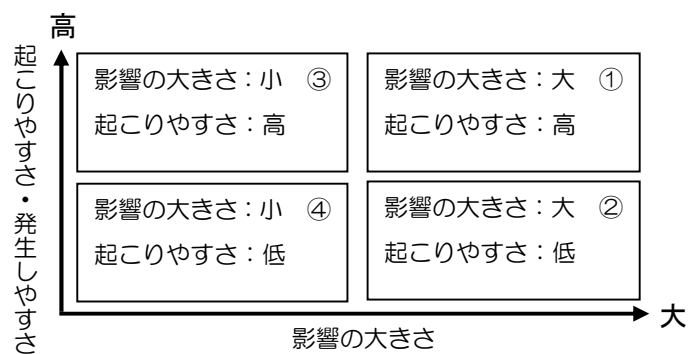 高
起こりやすさ・発生しやすさ
影響の大きさ：小　③
起こりやすさ：高
影響の大きさ：大　①
起こりやすさ：高
影響の大きさ：小　④
起こりやすさ：低
影響の大きさ：大　②
起こりやすさ：低
大
影響の大きさ